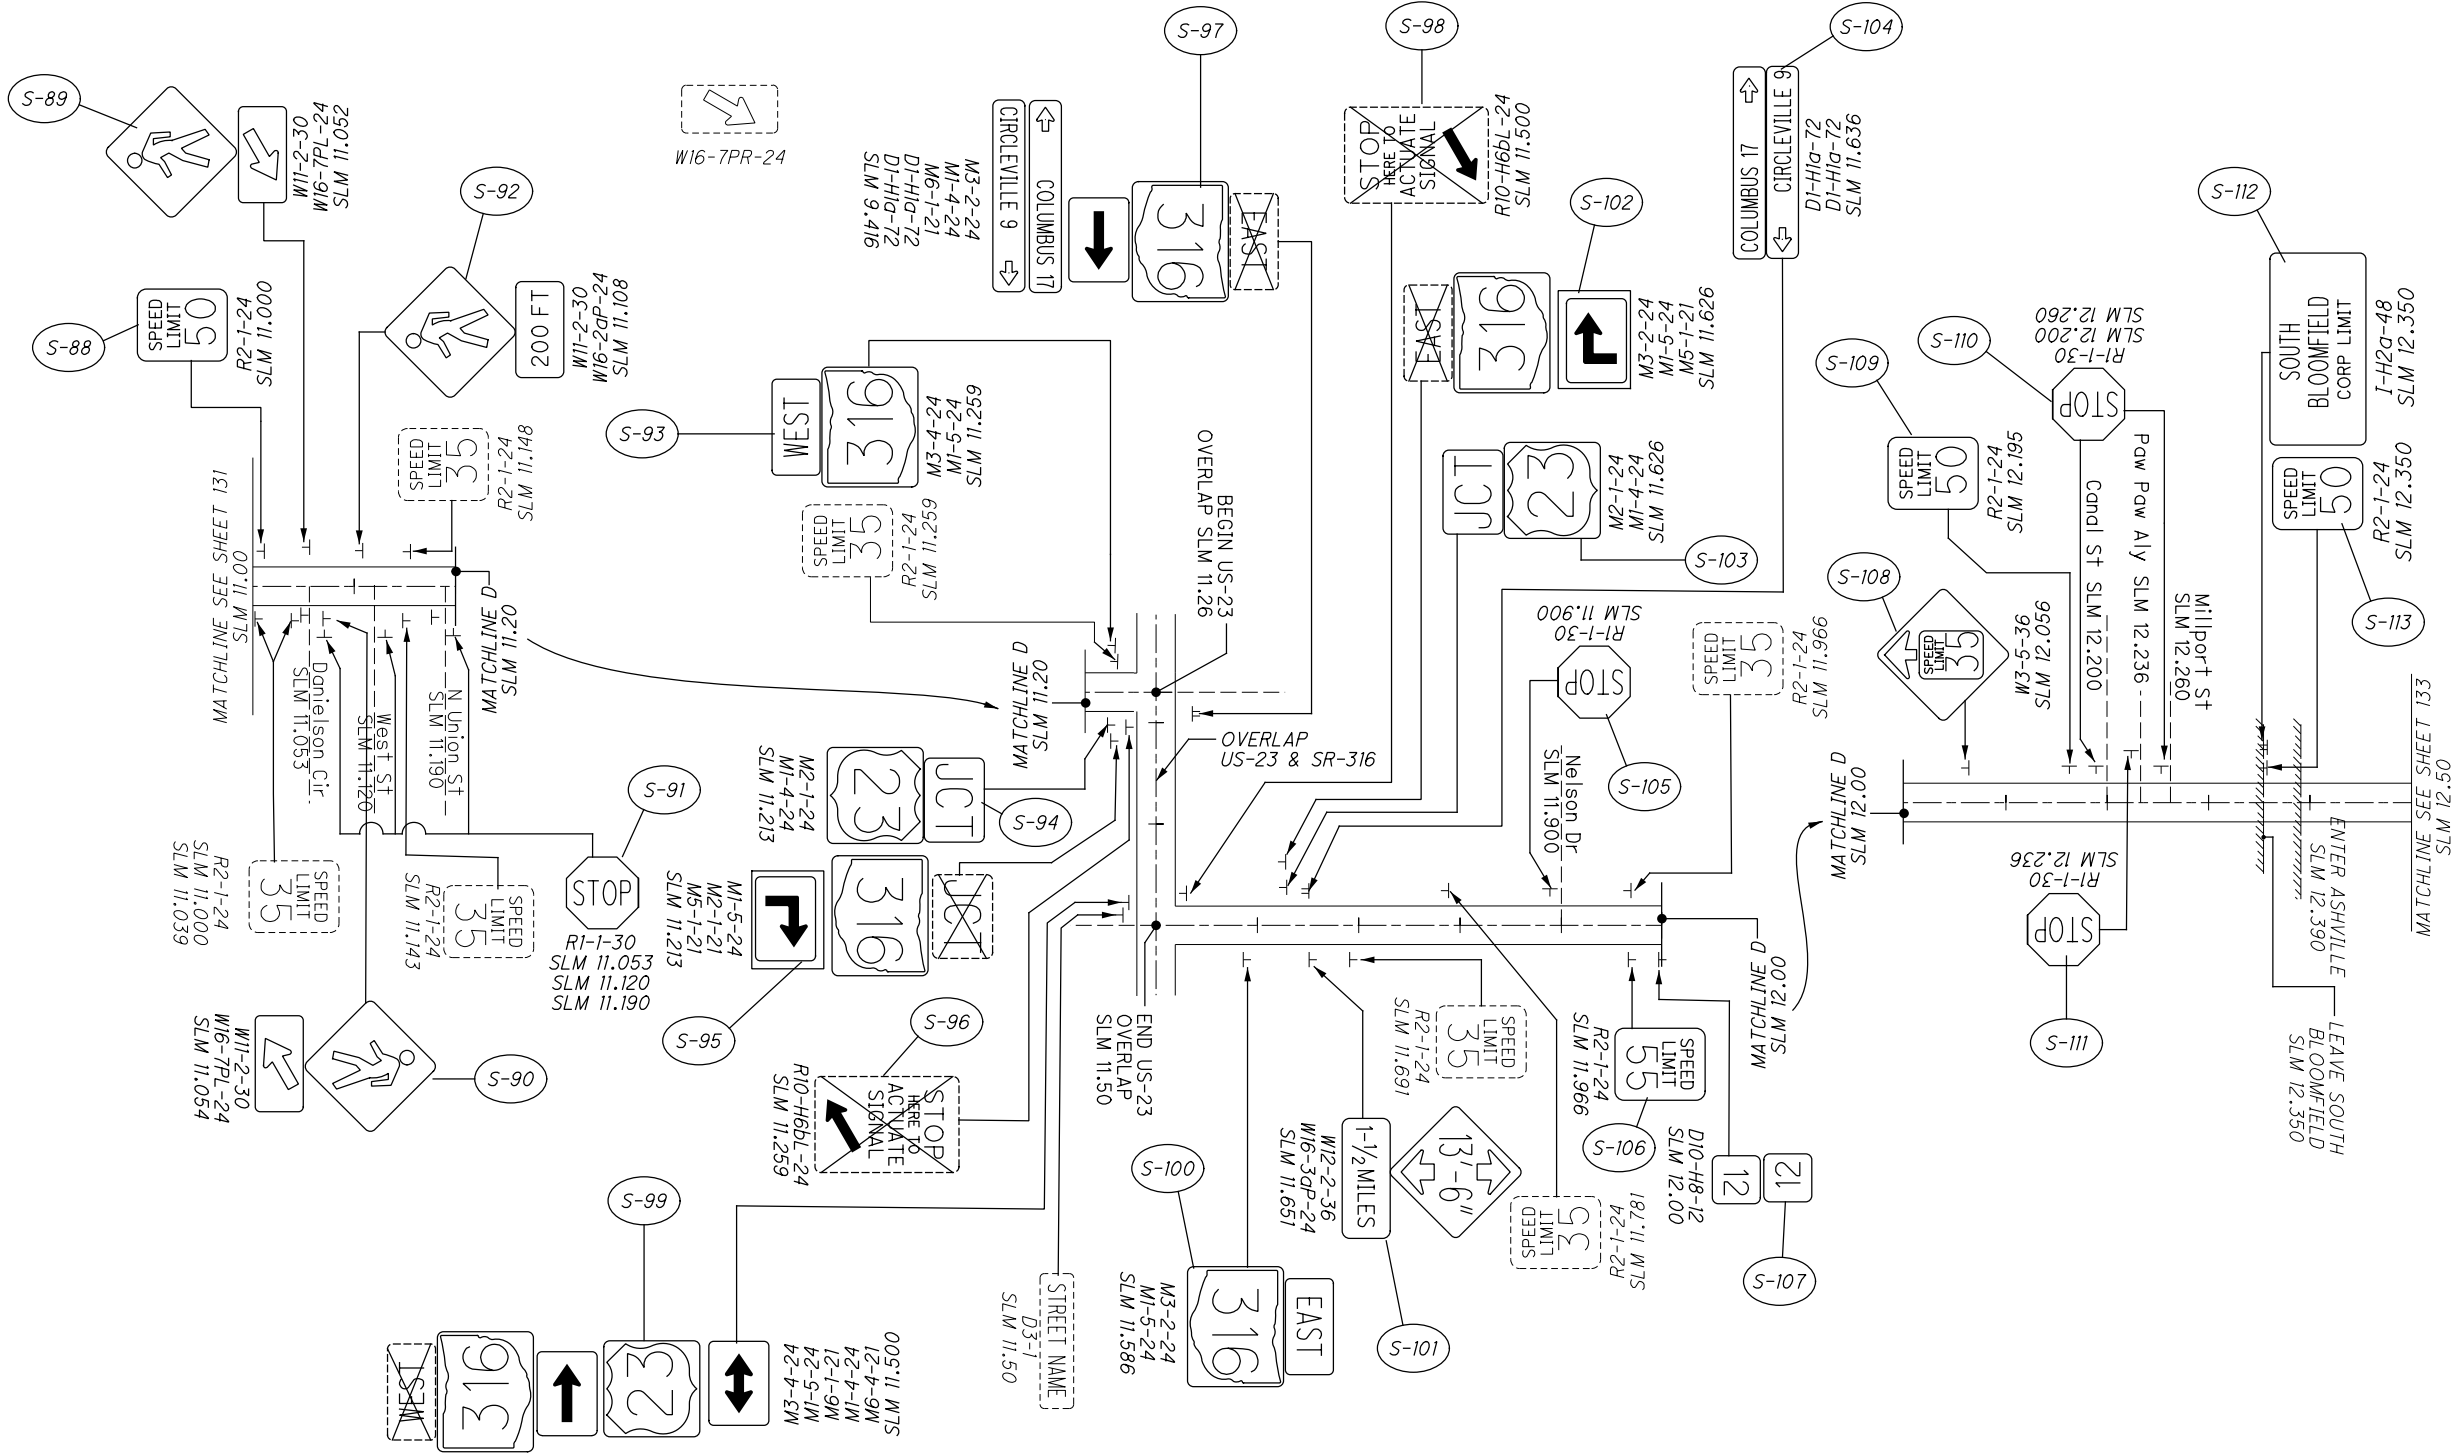 S-89
W11-2-30
W16-7PL-24
SLM 11.052
S-88
SPEED
LIMIT
50
R2-1-24
SLM 11.000
S-92
200 FT
W11-2-30
W16-2aP-24
SLM 11.108
SPEED
LIMIT
35
R2-1-24
SLM 11.148
MATCHLINE SEE SHEET 131
SLM 11.00
MATCHLINE D
SLM 11.20
Danielson Cir
SLM 11.053
West St
SLM 11.120
N Union St
SLM 11.190
SPEED
LIMIT
35
R2-1-24
SLM 11.000
SLM 11.039
SPEED
LIMIT
35
R2-1-24
SLM 11.143
S-91
STOP
R1-1-30
SLM 11.053
SLM 11.120
SLM 11.190
S-90
W11-2-30
W16-7PL-24
SLM 11.054
W16-7PR-24
S-97
EAST
316
COLUMBUS 17
CIRCLEVILLE 9
M3-2-24
M1-4-24
M6-1-21
D1-H1a-72
D1-H1a-72
SLM 9.416
S-93
WEST
316
M3-4-24
M1-5-24
SLM 11.259
SPEED
LIMIT
35
R2-1-24
SLM 11.259
BEGIN US-23
OVERLAP SLM 11.26
MATCHLINE D
SLM 11.20
OVERLAP
US-23 & SR-316
S-94
JCT
23
M2-1-24
M1-4-24
SLM 11.213
JCT
316
M1-5-24
M2-1-21
M5-1-21
SLM 11.213
S-95
S-96
STOP
HERE TO
ACTUATE
SIGNAL
R10-H6bL-24
SLM 11.259
S-99
WEST
316
23
M3-4-24
M1-5-24
M6-1-21
M1-4-24
M6-4-21
SLM 11.500
STREET NAME
D3-1
SLM 11.50
END US-23
OVERLAP
SLM 11.50
S-98
STOP
HERE TO
ACTUATE
SIGNAL
R10-H6bL-24
SLM 11.500
S-102
EAST
316
M3-2-24
M1-5-24
M5-1-21
SLM 11.626
JCT
23
M2-1-24
M1-4-24
SLM 11.626
S-103
S-104
COLUMBUS 17
CIRCLEVILLE 9
D1-H1a-72
D1-H1a-72
SLM 11.636
R1-1-30
SLM 11.900
STOP
S-105
Nelson Dr
SLM 11.900
SPEED
LIMIT
35
R2-1-24
SLM 11.966
MATCHLINE D
SLM 12.00
S-100
EAST
316
M3-2-24
M1-5-24
SLM 11.586
S-101
13'-6"
1-1/2 MILES
W12-2-36
W16-3aP-24
SLM 11.651
SPEED
LIMIT
35
R2-1-24
SLM 11.691
SPEED
LIMIT
35
R2-1-24
SLM 11.781
SPEED
LIMIT
55
R2-1-24
SLM 11.966
S-106
12
12
D10-H8-12
SLM 12.00
S-107
MATCHLINE D
SLM 12.00
S-108
SPEED
LIMIT
35
W3-5-36
SLM 12.056
S-109
SPEED
LIMIT
50
R2-1-24
SLM 12.195
S-110
STOP
R1-1-30
SLM 12.200
SLM 12.260
Canal St SLM 12.200
Paw Paw Aly SLM 12.236
Millport St
SLM 12.260
S-111
STOP
R1-1-30
SLM 12.236
S-112
SOUTH
BLOOMFIELD
CORP LIMIT
I-H2a-48
SLM 12.350
SPEED
LIMIT
50
R2-1-24
SLM 12.350
S-113
ENTER ASHVILLE
SLM 12.390
LEAVE SOUTH
BLOOMFIELD
SLM 12.350
MATCHLINE SEE SHEET 133
SLM 12.50